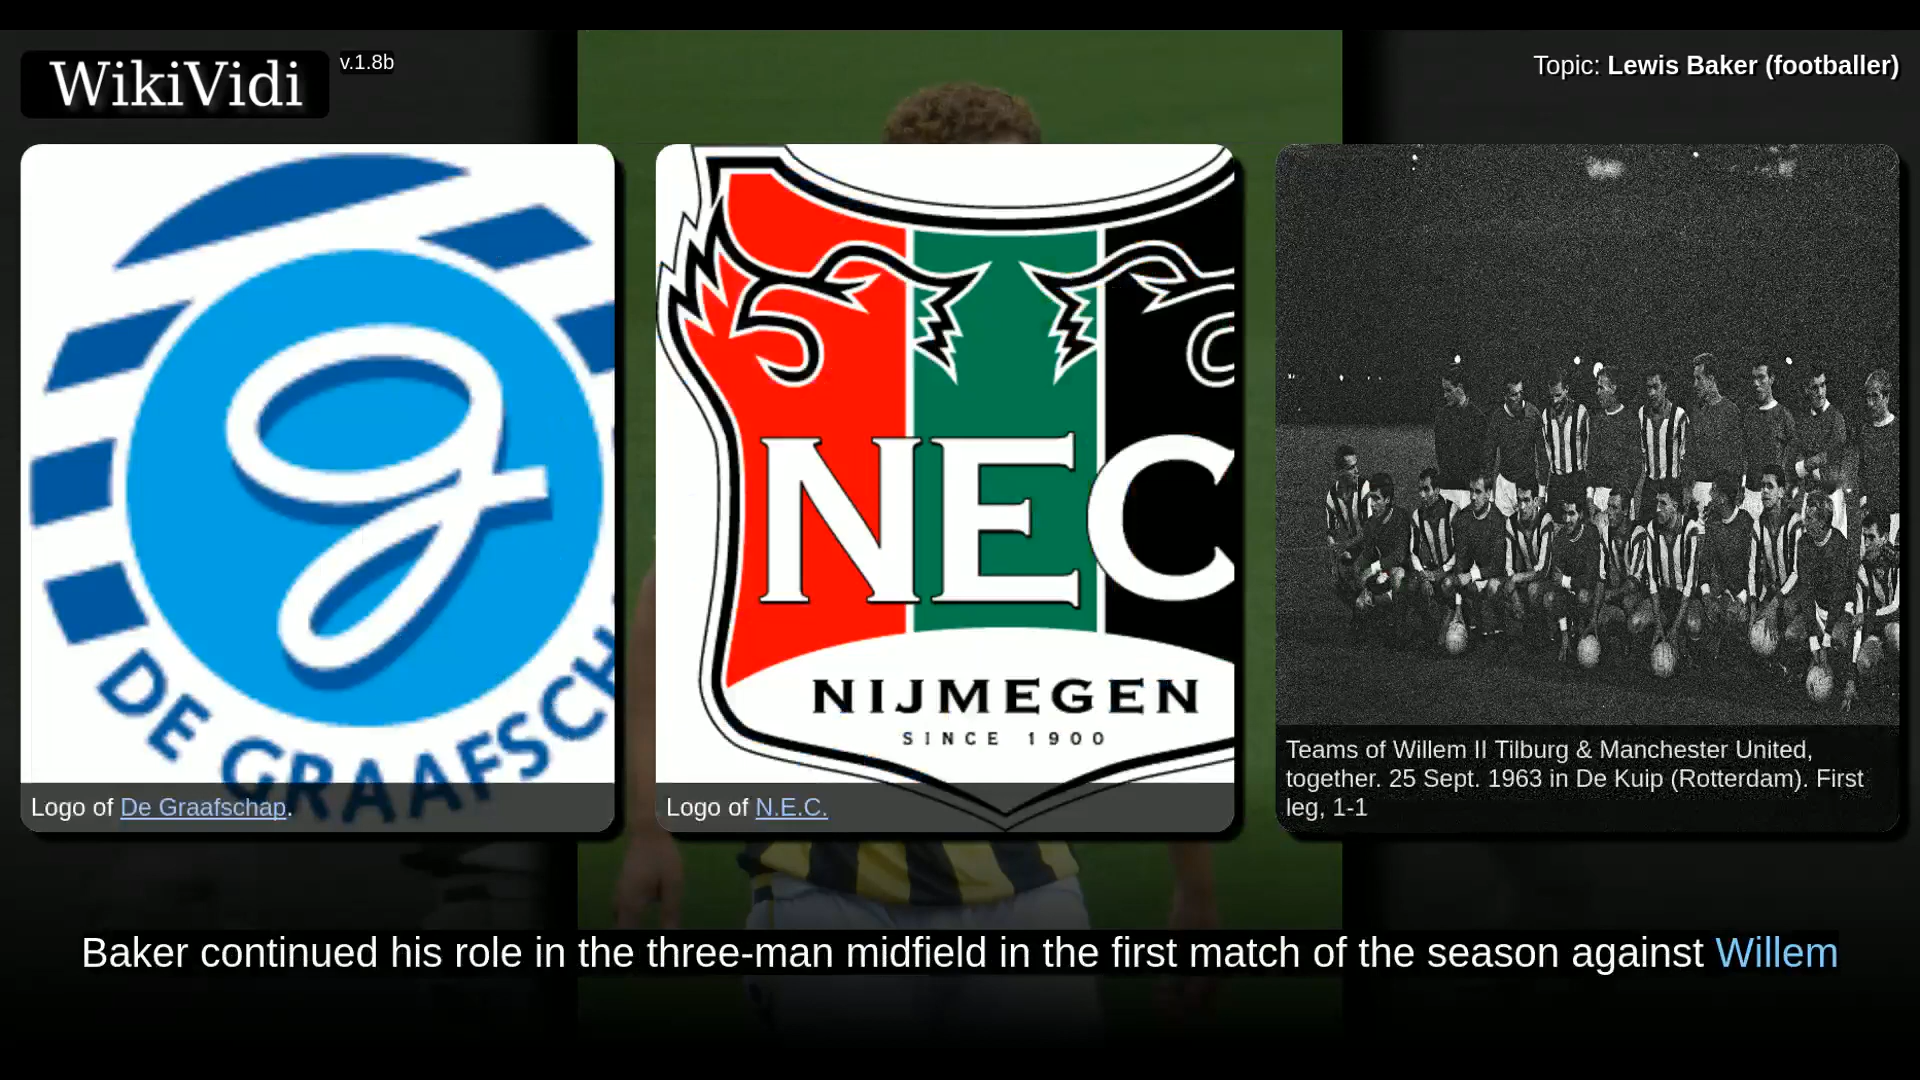 WikiVidi
v.1.8b
Topic: Lewis Baker (footballer)
DE GRAAFSCH
Logo of De Graafschap.
NEC
NIJMEGEN
SINCE 1900
Logo of N.E.C.
Teams of Willem II Tilburg & Manchester United,
together. 25 Sept. 1963 in De Kuip (Rotterdam). First
leg, 1-1
Baker continued his role in the three-man midfield in the first match of the season against Willem